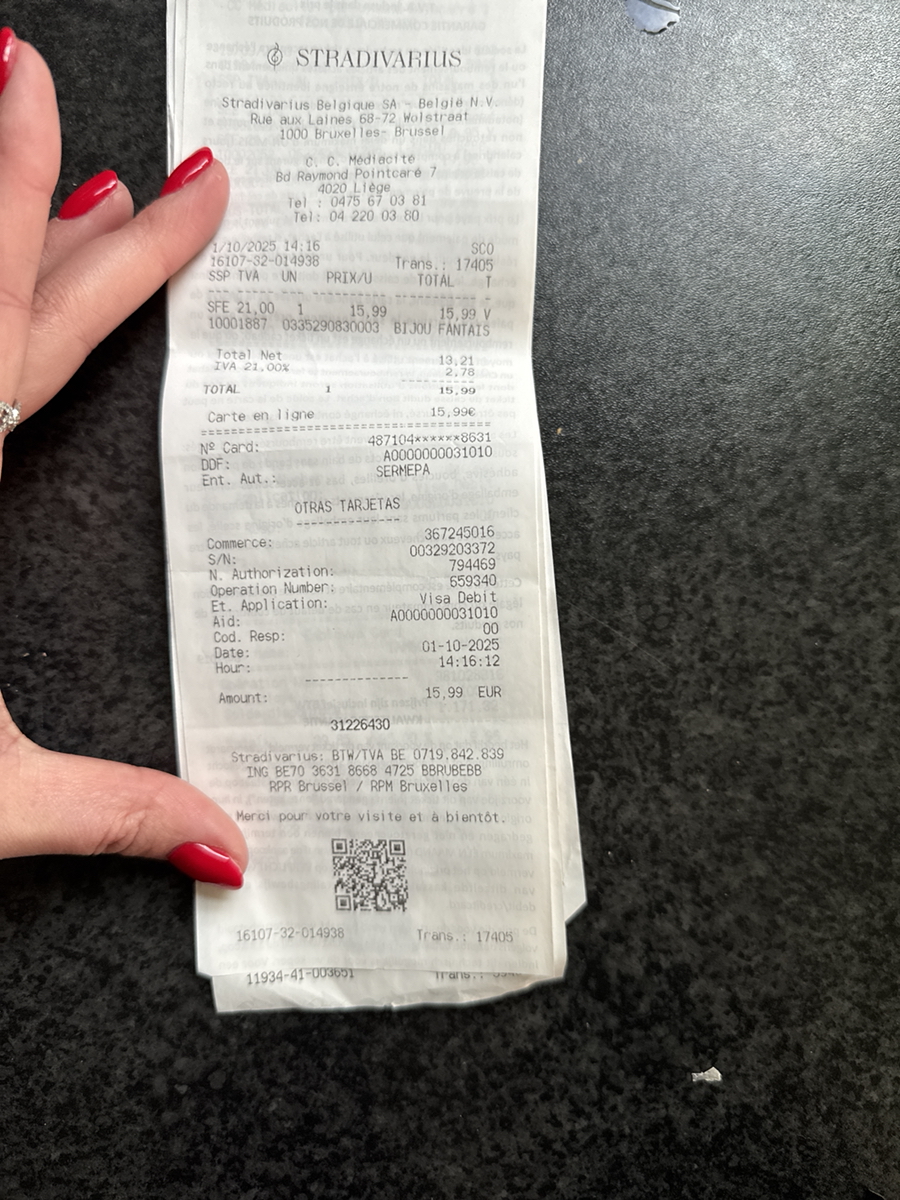 STRADIVARIUS
Stradivarius Belgique SA - België N.V.
Rue aux Laines 68-72 Wolstraat
1000 Bruxelles- Brussel
C. C. Médiacité
Bd Raymond Pointcaré 7
4020 Liège
Tel : 0475 67 03 81
Tel: 04 220 03 80
1/10/2025 14:16 SCO
16107-32-014938 Trans.: 17405
SSP TVA UN PRIX/U TOTAL T
SFE 21,00 1 15,99 15,99 V
10001887 0335290830003 BIJOU FANTAIS
Total Net 13,21
IVA 21,00% 2,78
TOTAL 1 15,99
Carte en ligne 15,99€
Nº Card: 487104******8631
DDF: A0000000031010
Ent. Aut.: SERMEPA
OTRAS TARJETAS
Commerce: 367245016
S/N: 00329203372
N. Authorization: 794469
Operation Number: 659340
Et. Application: Visa Debit
Aid: A0000000031010
Cod. Resp: 00
Date: 01-10-2025
Hour: 14:16:12
Amount: 15,99 EUR
31226430
Stradivarius: BTW/TVA BE 0719.842.839
ING BE70 3631 8668 4725 BBRUBEBB
RPR Brussel / RPM Bruxelles
Merci pour votre visite et à bientôt.
16107-32-014938 Trans.: 17405
11934-41-003651 Trans.: